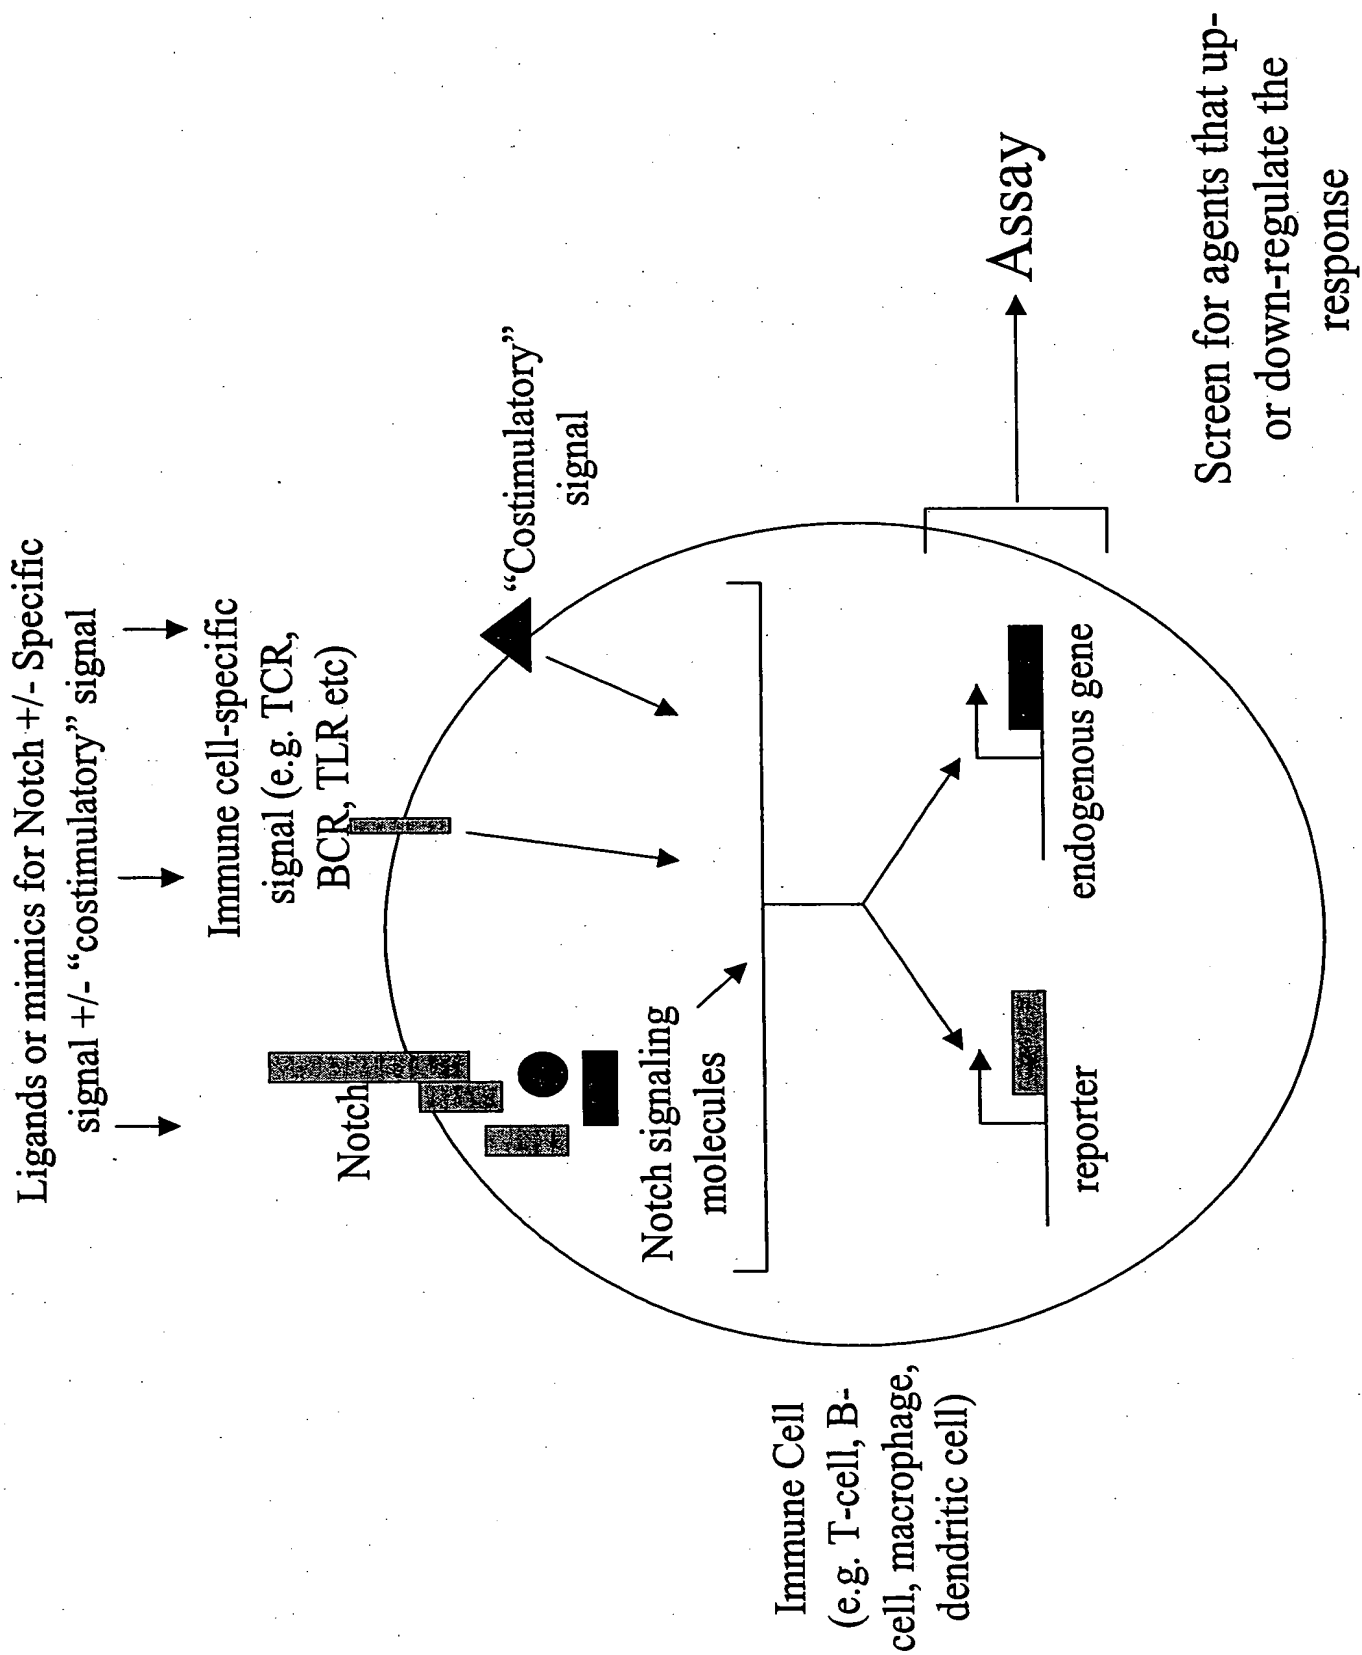 Ligands or mimics for Notch +/- Specific
signal +/- “costimulatory” signal
Immune cell-specific
signal (e.g. TCR,
BCR, TLR etc)
Notch
“Costimulatory”
signal
Notch signaling
molecules
Immune Cell
(e.g. T-cell, B-
cell, macrophage,
dendritic cell)
reporter
endogenous gene
Assay
Screen for agents that up-
or down-regulate the
response